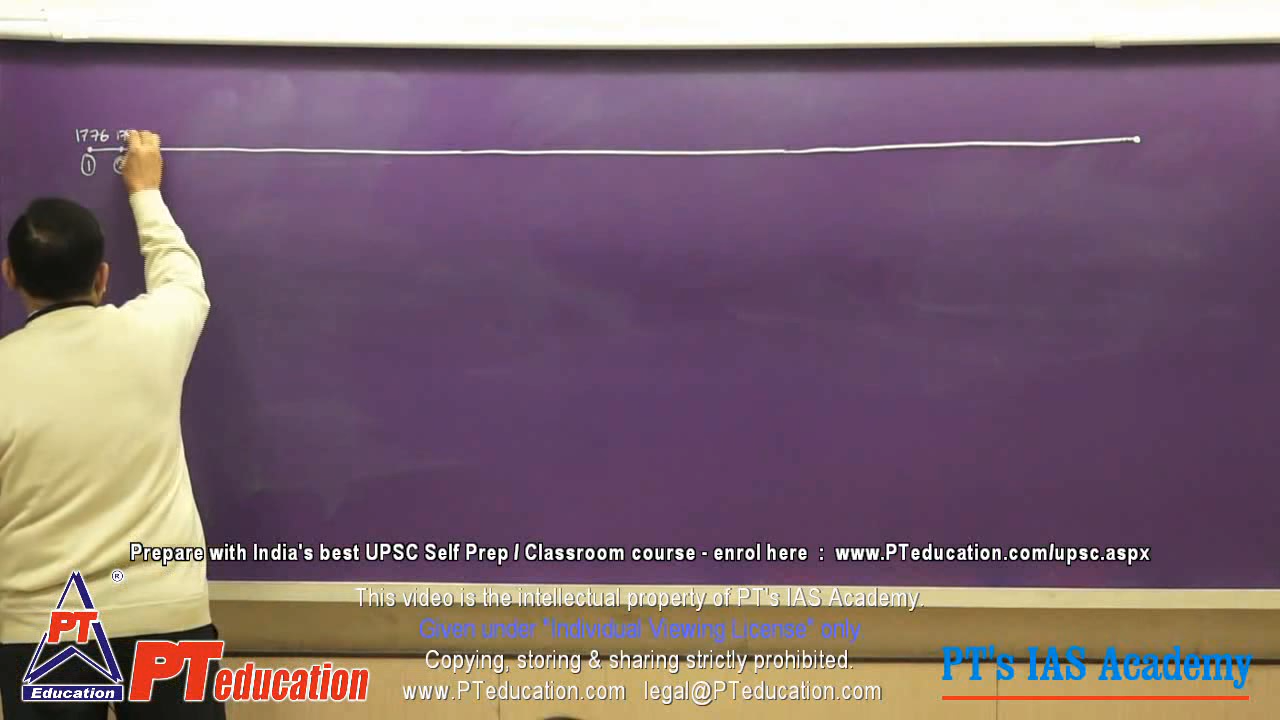 1776
1
Prepare with India's best UPSC Self Prep / Classroom course - enrol here : www.PTeducation.com/upsc.aspx
This video is the intellectual property of PT's IAS Academy.
Given under "Individual Viewing License" only
Copying, storing & sharing strictly prohibited.
www.PTeducation.com legal@PTeducation.com
PT
Education
®
PT education
PT's IAS Academy